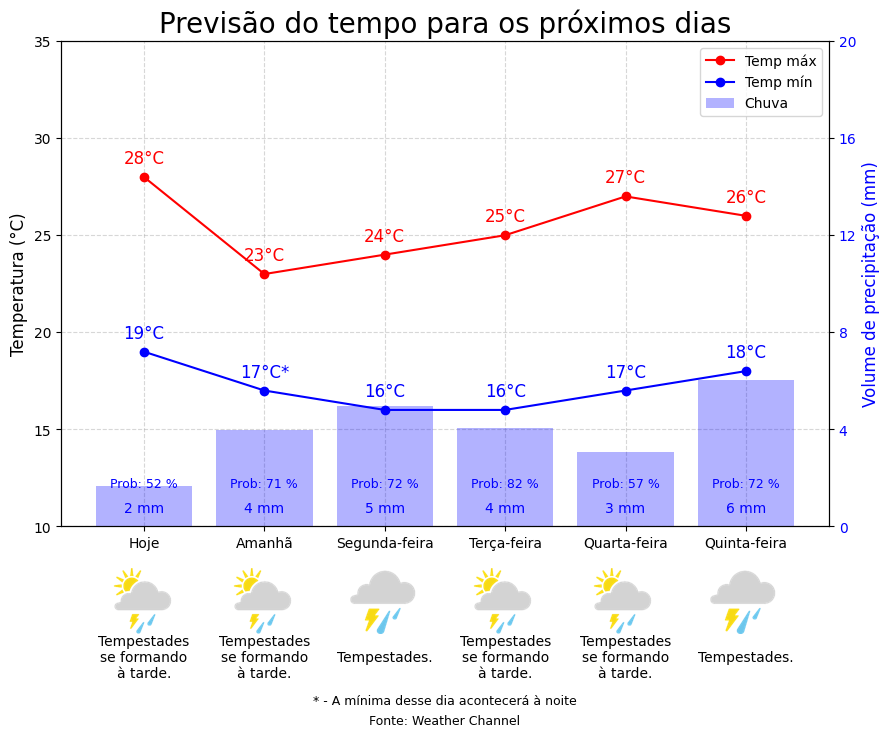 Previsão do tempo para os próximos dias
Temperatura (°C)
35
30
25
20
15
10
Volume de precipitação (mm)
20
16
12
8
4
0
Temp máx
Temp mín
Chuva
28°C
23°C
24°C
25°C
27°C
26°C
19°C
17°C*
16°C
16°C
17°C
18°C
Prob: 52 %
Prob: 71 %
Prob: 72 %
Prob: 82 %
Prob: 57 %
Prob: 72 %
2 mm
4 mm
5 mm
4 mm
3 mm
6 mm
Hoje
Amanhã
Segunda-feira
Terça-feira
Quarta-feira
Quinta-feira
Tempestades
se formando
à tarde.
Tempestades
se formando
à tarde.
Tempestades.
Tempestades
se formando
à tarde.
Tempestades
se formando
à tarde.
Tempestades.
* - A mínima desse dia acontecerá à noite
Fonte: Weather Channel